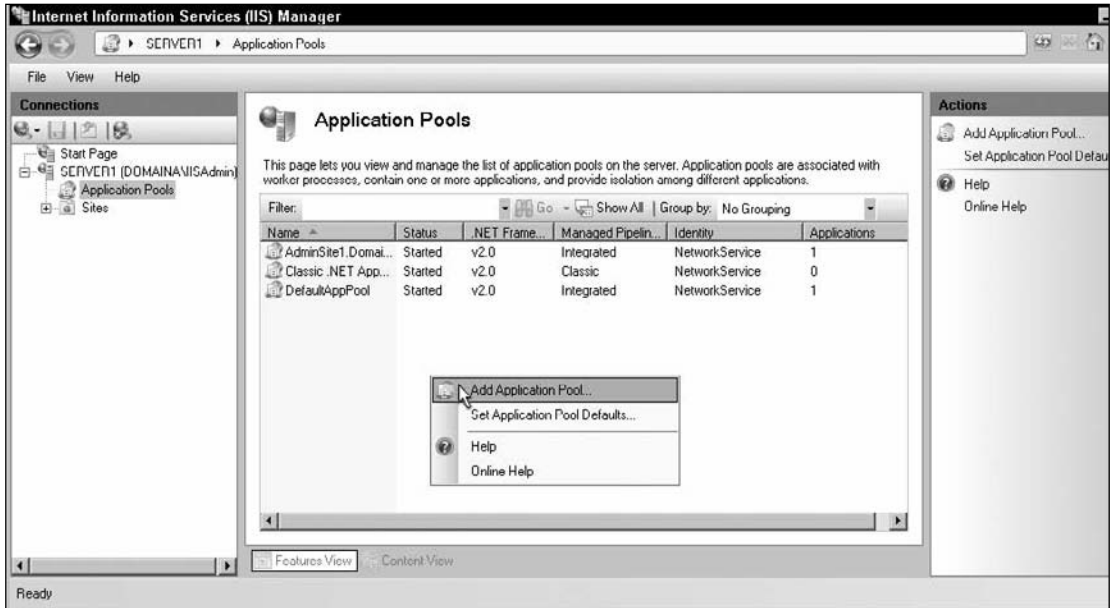 Internet Information Services (IIS) Manager
SERVER1 Application Pools
File View Help
Connections
Start Page
SERVER1 (DOMAINA\IISAdmin)
Application Pools
Sites
Application Pools
This page lets you view and manage the list of application pools on the server. Application pools are associated with
worker processes, contain one or more applications, and provide isolation among different applications.
Filter: Go Show All Group by: No Grouping
Name Status .NET Frame... Managed Pipelin... Identity Applications
AdminSite1.Domai... Started v2.0 Integrated NetworkService 1
Classic .NET App... Started v2.0 Classic NetworkService 0
DefaultAppPool Started v2.0 Integrated NetworkService 1
Add Application Pool...
Set Application Pool Defaults...
Help
Online Help
Features View Content View
Actions
Add Application Pool...
Set Application Pool Defau
Help
Online Help
Ready